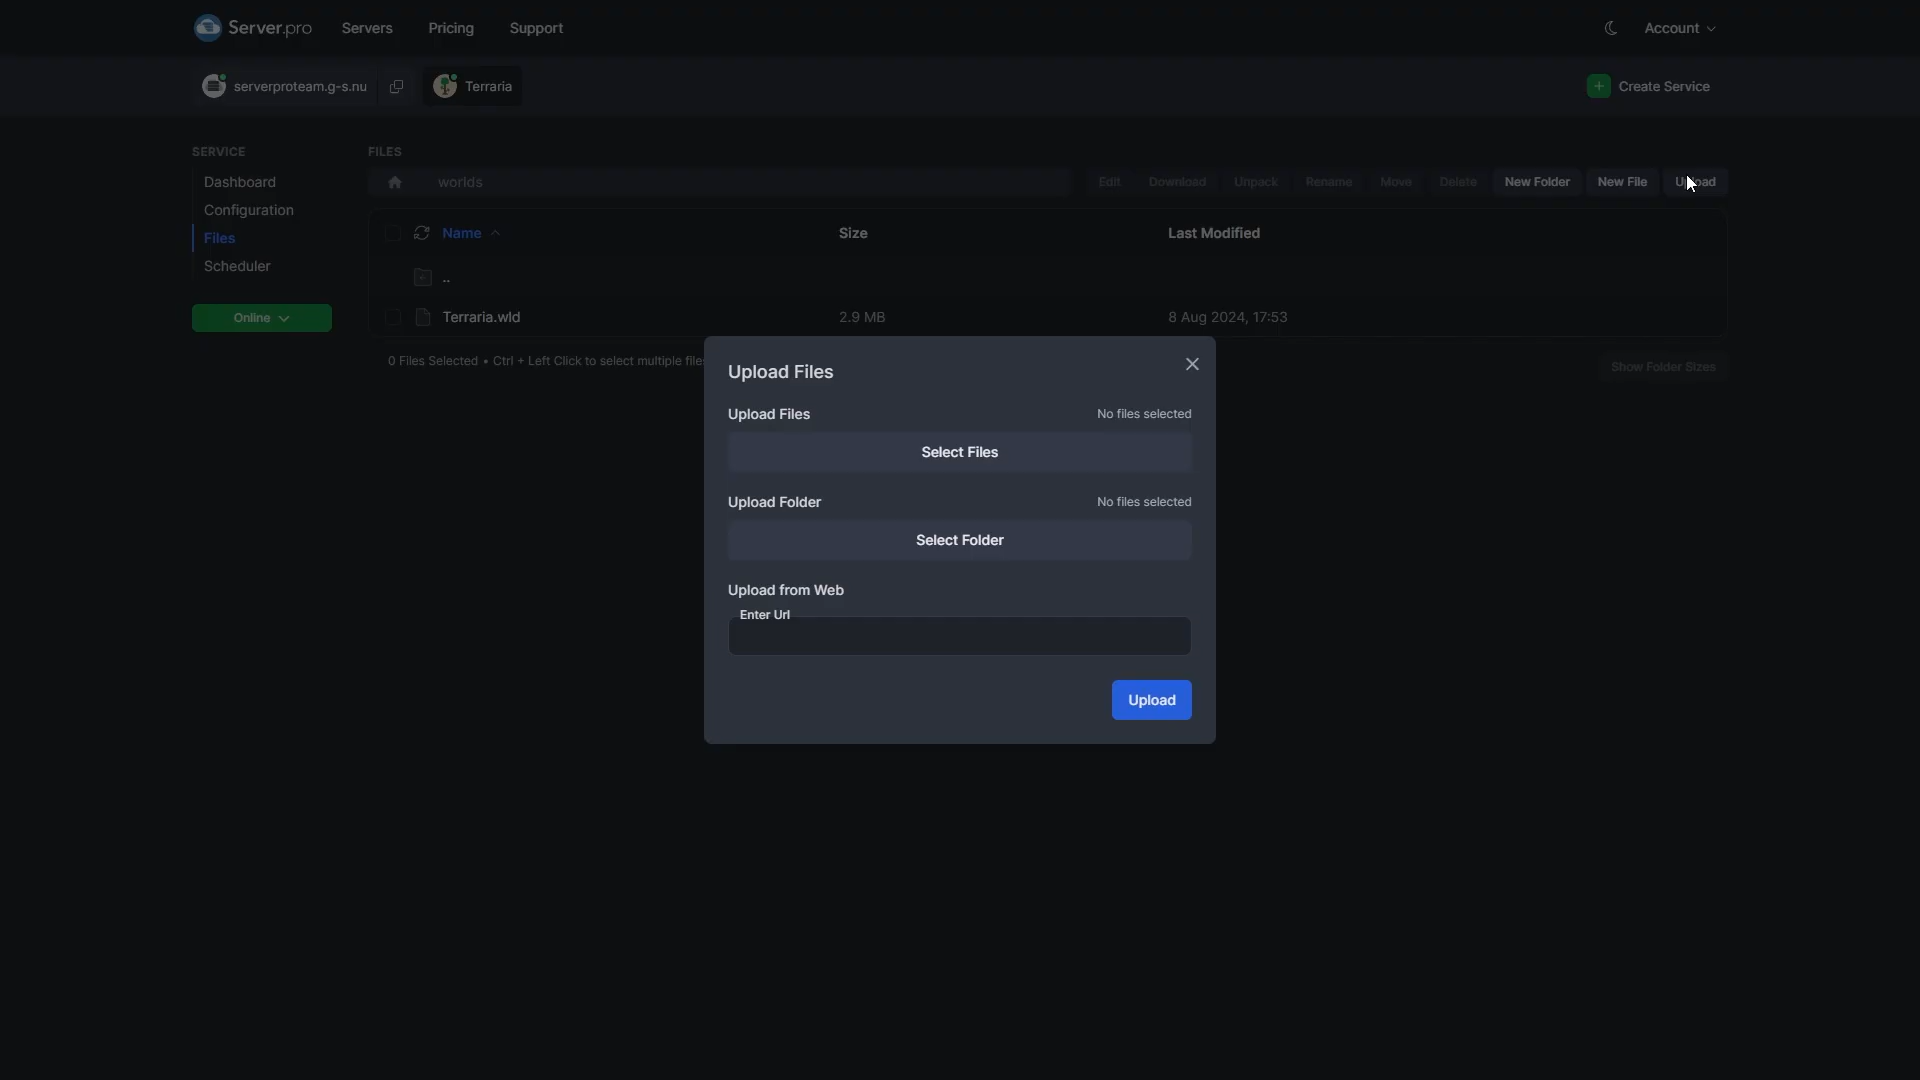 Server.pro
Servers
Pricing
Support
Account
serverproteam.g-s.nu
Terraria
Create Service
SERVICE
Dashboard
Configuration
Files
Scheduler
Online
FILES
worlds
Edit
Download
Unpack
Rename
Move
Delete
New Folder
New File
Upload
Name
Size
Last Modified
..
Terraria.wld
2.9 MB
8 Aug 2024, 17:53
0 Files Selected • Ctrl + Left Click to select multiple
Show Folder Sizes
Upload Files
Upload Files
No files selected
Select Files
Upload Folder
No files selected
Select Folder
Upload from Web
Enter Url
Upload